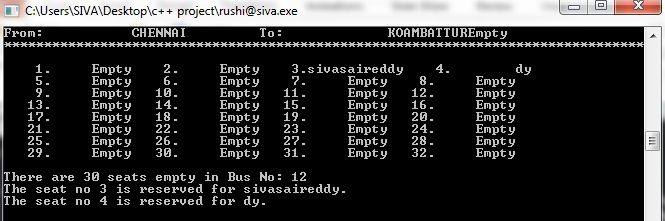 C:\Users\SIVA\Desktop\c++ project\rushi@siva.exe
From: CHENNAI To: KOAMBATTUREmpty
********************************************************************************
1. Empty 2. Empty 3.sivasaireddy 4. dy
5. Empty 6. Empty 7. Empty 8. Empty
9. Empty 10. Empty 11. Empty 12. Empty
13. Empty 14. Empty 15. Empty 16. Empty
17. Empty 18. Empty 19. Empty 20. Empty
21. Empty 22. Empty 23. Empty 24. Empty
25. Empty 26. Empty 27. Empty 28. Empty
29. Empty 30. Empty 31. Empty 32. Empty
There are 30 seats empty in Bus No: 12
The seat no 3 is reserved for sivasaireddy.
The seat no 4 is reserved for dy.